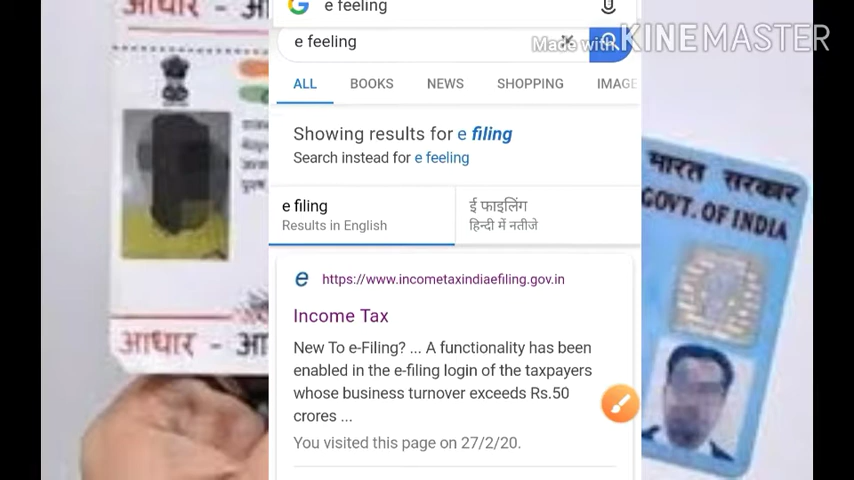 आधार - आ
e feeling
e feeling
Made with KINEMASTER
ALL BOOKS NEWS SHOPPING IMAGE
Showing results for e filing
Search instead for e feeling
e filing
Results in English
ई फाइलिंग
हिन्दी में नतीजे
https://www.incometaxindiaefiling.gov.in
Income Tax
New To e-Filing? ... A functionality has been
enabled in the e-filing login of the taxpayers
whose business turnover exceeds Rs.50
crores ...
You visited this page on 27/2/20.
आधार - आ
भारत सरकार
GOVT. OF INDIA